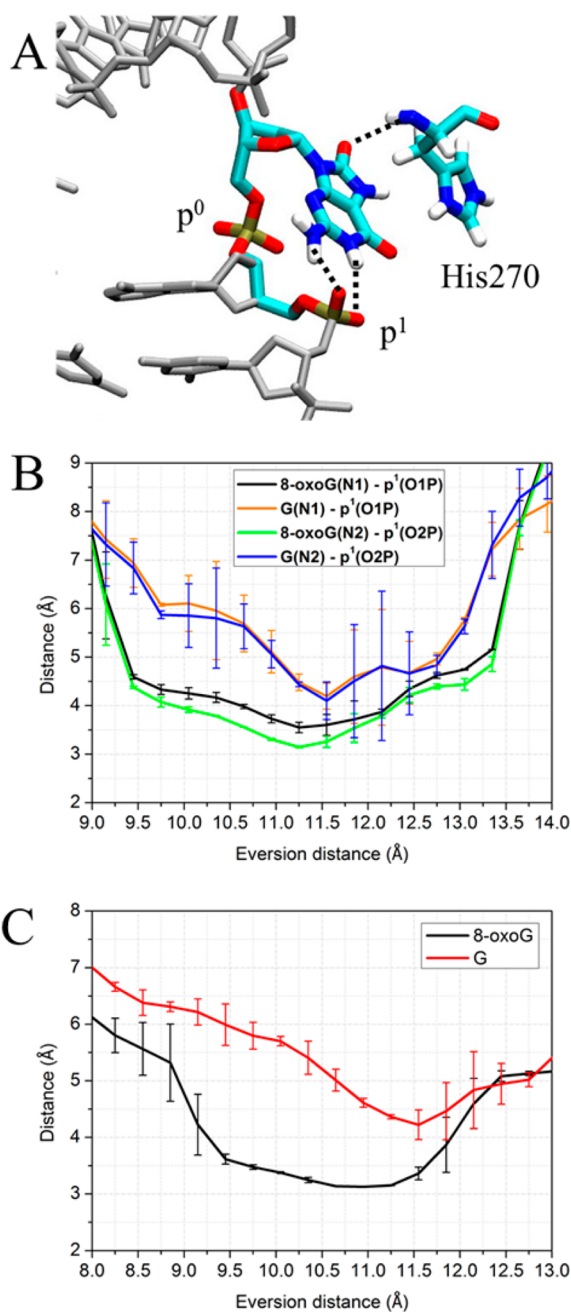 A
p⁰
His270
p¹
B
9
8
7
6
5
4
3
2
Distance (Å)
8-oxoG(N1) - p¹(O1P)
G(N1) - p¹(O1P)
8-oxoG(N2) - p¹(O2P)
G(N2) - p¹(O2P)
9.0 9.5 10.0 10.5 11.0 11.5 12.0 12.5 13.0 13.5 14.0
Eversion distance (Å)
C
8
7
6
5
4
3
2
Distance (Å)
8-oxoG
G
8.0 8.5 9.0 9.5 10.0 10.5 11.0 11.5 12.0 12.5 13.0
Eversion distance (Å)